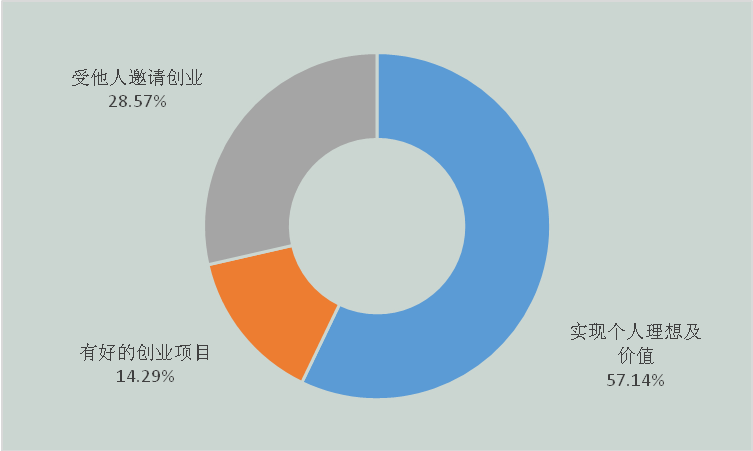 受他人邀请创业
28.57%
实现个人理想及
价值
57.14%
有好的创业项目
14.29%